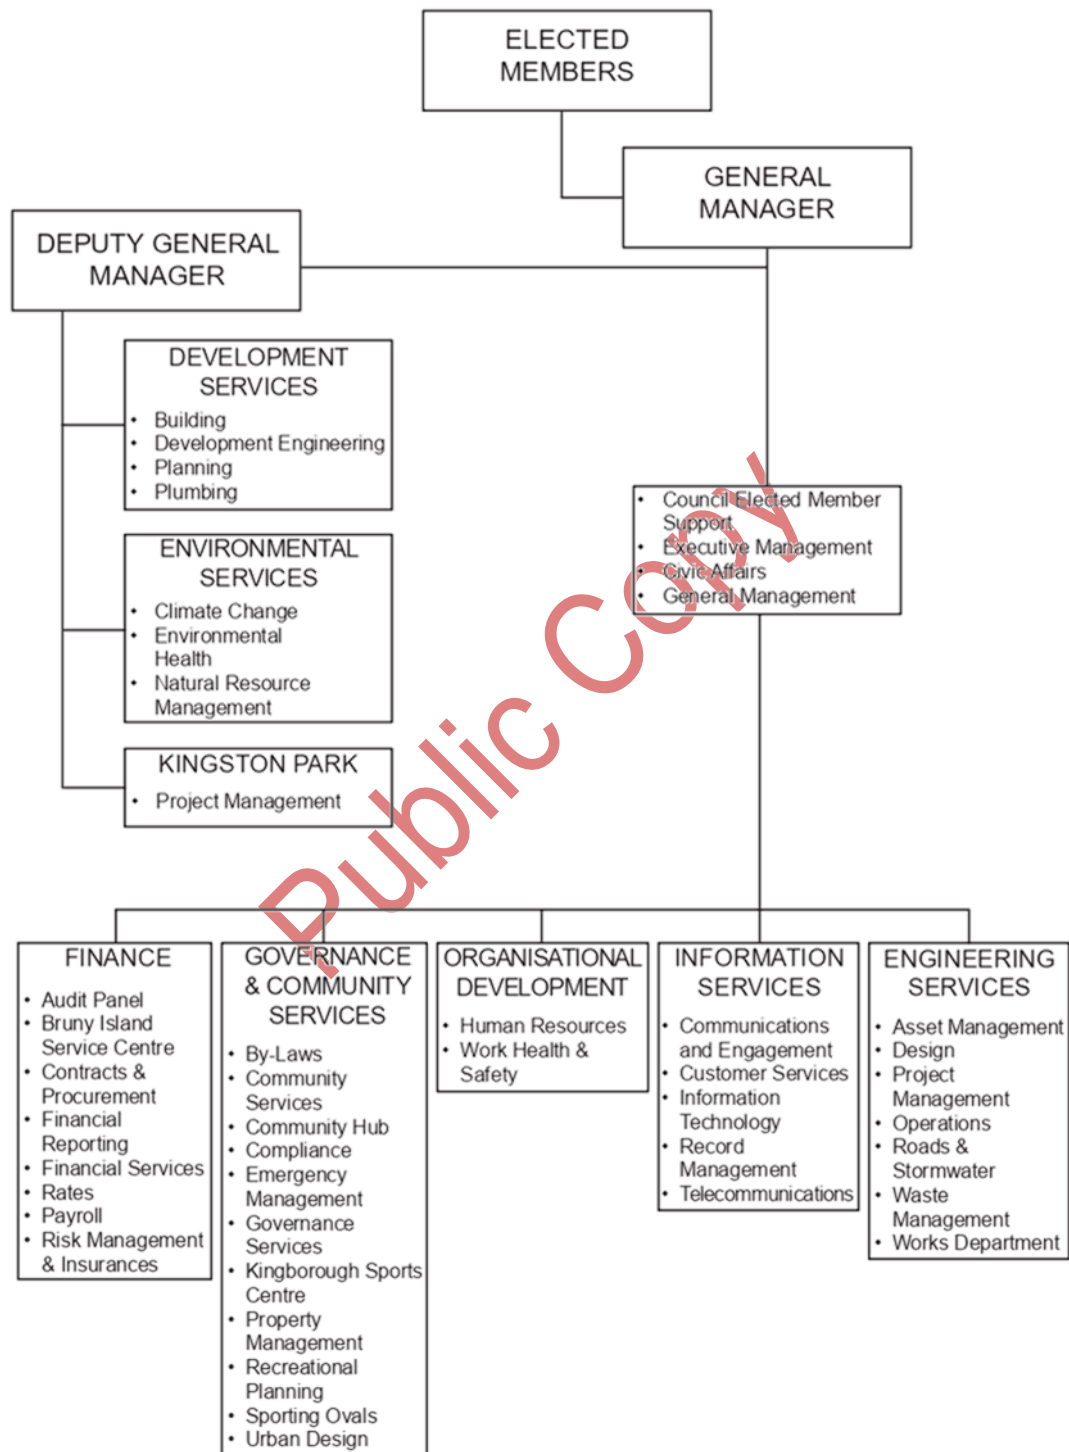 ELECTED
MEMBERS
GENERAL
MANAGER
DEPUTY GENERAL
MANAGER
DEVELOPMENT
SERVICES
• Building
• Development Engineering
• Planning
• Plumbing
ENVIRONMENTAL
SERVICES
• Climate Change
• Environmental
Health
• Natural Resource
Management
KINGSTON PARK
• Project Management
• Council Elected Member
Support
• Executive Management
• Civic Affairs
• General Management
Public Copy
FINANCE
• Audit Panel
• Bruny Island
Service Centre
• Contracts &
Procurement
• Financial
Reporting
• Financial Services
• Rates
• Payroll
• Risk Management
& Insurances
GOVERNANCE
& COMMUNITY
SERVICES
• By-Laws
• Community
Services
• Community Hub
• Compliance
• Emergency
Management
• Governance
Services
• Kingborough Sports
Centre
• Property
Management
• Recreational
Planning
• Sporting Ovals
• Urban Design
ORGANISATIONAL
DEVELOPMENT
• Human Resources
• Work Health &
Safety
INFORMATION
SERVICES
• Communications
and Engagement
• Customer Services
• Information
Technology
• Record
Management
• Telecommunications
ENGINEERING
SERVICES
• Asset Management
• Design
• Project
Management
• Operations
• Roads &
Stormwater
• Waste
Management
• Works Department